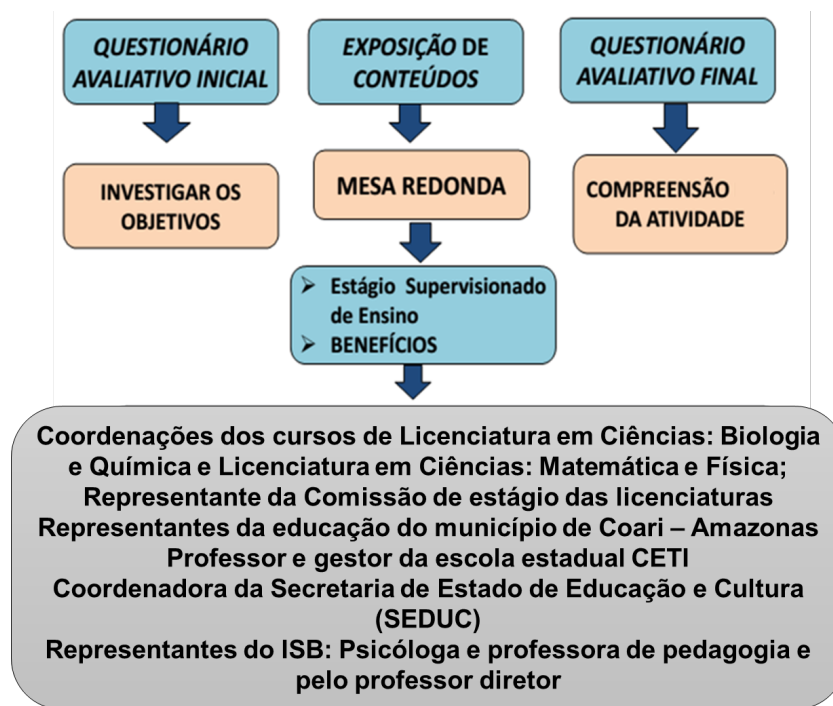 QUESTIONÁRIO
AVALIATIVO INICIAL
EXPOSIÇÃO DE
CONTEÚDOS
QUESTIONÁRIO
AVALIATIVO FINAL
INVESTIGAR OS
OBJETIVOS
MESA REDONDA
COMPREENSÃO
DA ATIVIDADE
➢ Estágio Supervisionado
de Ensino
➢ BENEFÍCIOS
Coordenações dos cursos de Licenciatura em Ciências: Biologia
e Química e Licenciatura em Ciências: Matemática e Física;
Representante da Comissão de estágio das licenciaturas
Representantes da educação do município de Coari – Amazonas
Professor e gestor da escola estadual CETI
Coordenadora da Secretaria de Estado de Educação e Cultura
(SEDUC)
Representantes do ISB: Psicóloga e professora de pedagogia e
pelo professor diretor